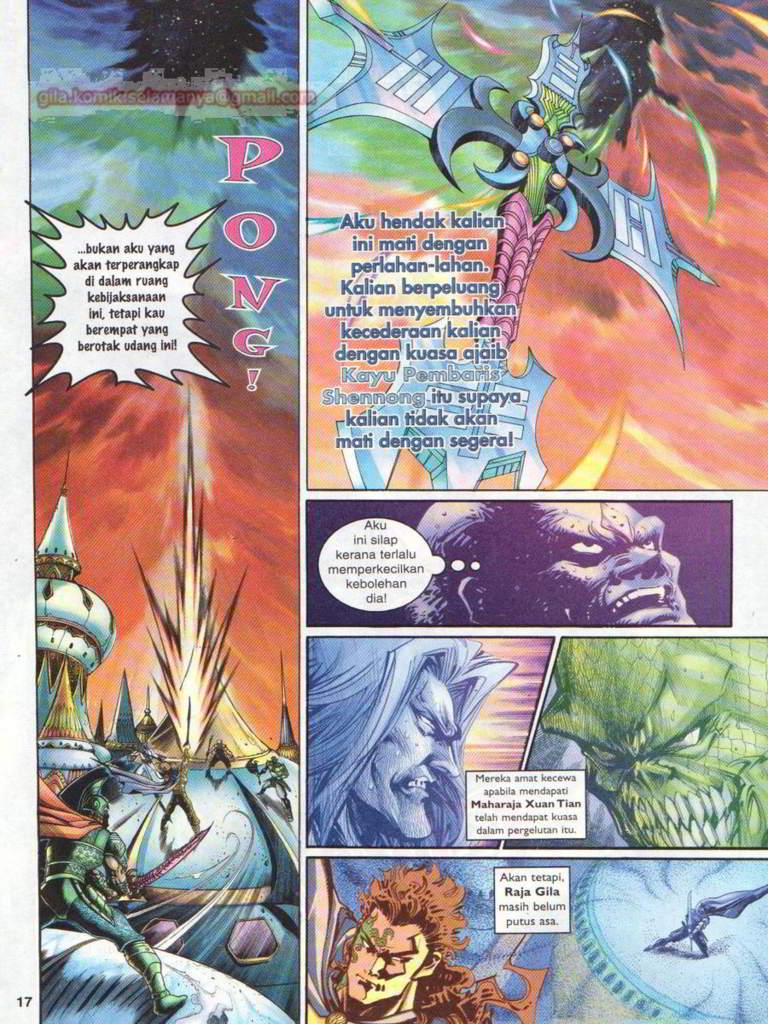 gila.komik.selamanya@gmail.com
PONG!
...bukan aku yang
akan terperangkap
di dalam ruang
kebijaksanaan
ini, tetapi kau
berempat yang
berotak udang ini!
Aku hendak kalian
ini mati dengan
perlahan-lahan.
Kalian berpeluang
untuk menyembuhkan
kecederaan kalian
dengan kuasa ajaib
Kayu Pembaris
Shennong itu supaya
kalian tidak akan
mati dengan segera!
Aku
ini silap
kerana terlalu
memperkecilkan
kebolehan
dia!
Mereka amat kecewa
apabila mendapati
Maharaja Xuan Tian
telah mendapat kuasa
dalam pergelutan itu.
Akan tetapi,
Raja Gila
masih belum
putus asa.
17